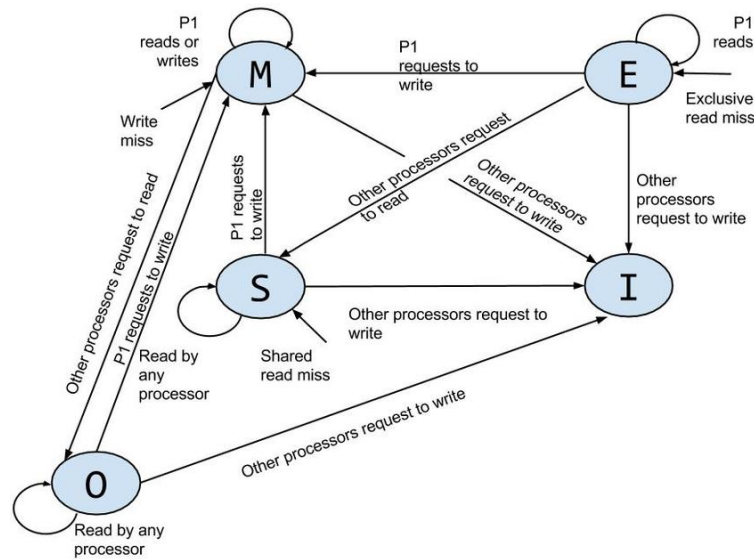 P1
reads or
writes
M
P1
requests to
write
E
P1
reads
Write
miss
Exclusive
read miss
Other processors request
to read
Other processors
request to write
Other
processors
request to write
Other processors request to read
P1 requests to write
P1 requests
to write
S
I
Other processors request to
write
Read by
any
processor
Shared
read miss
Other processors request to write
O
Read by any
processor